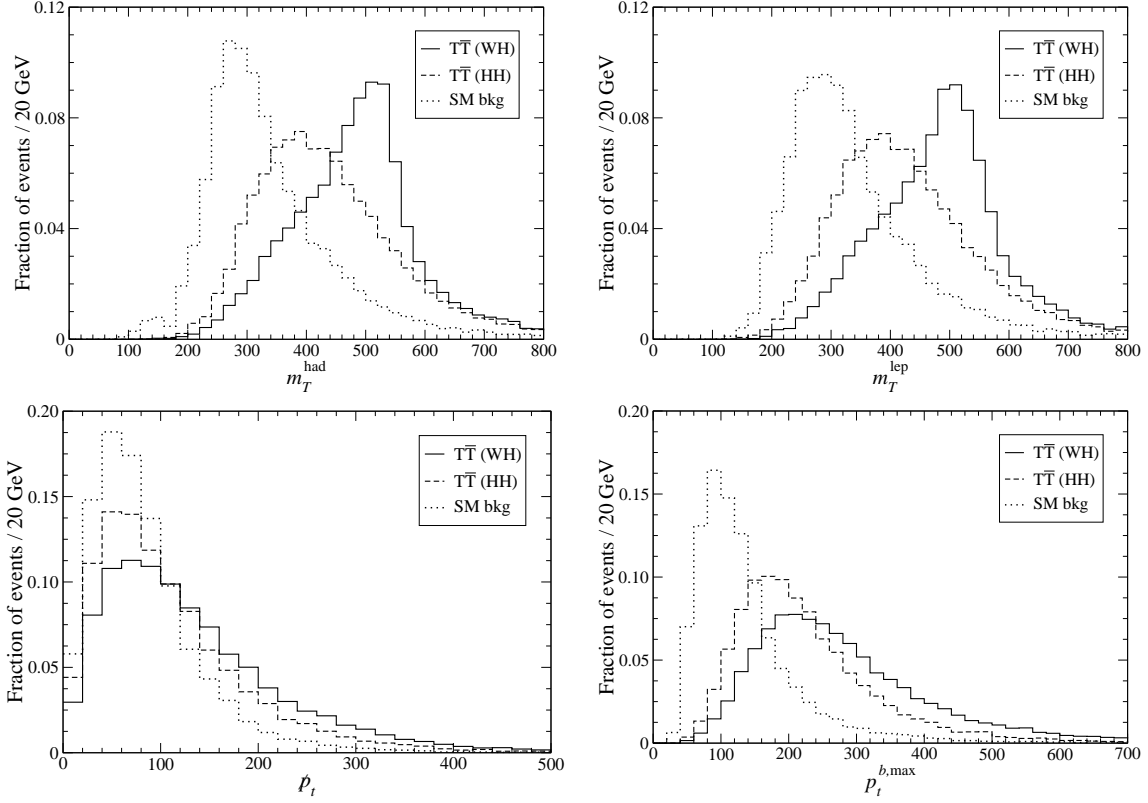 0.12
0.08
0.04
0
Fraction of events / 20 GeV
TT̅ (WH)
TT̅ (HH)
SM bkg
0 100 200 300 400 500 600 700 800
m_T^had
0.12
0.08
0.04
0
Fraction of events / 20 GeV
TT̅ (WH)
TT̅ (HH)
SM bkg
0 100 200 300 400 500 600 700 800
m_T^lep
0.20
0.15
0.10
0.05
0.00
Fraction of events / 20 GeV
TT̅ (WH)
TT̅ (HH)
SM bkg
0 100 200 300 400 500
p̸_t
0.20
0.15
0.10
0.05
0.00
Fraction of events / 20 GeV
TT̅ (WH)
TT̅ (HH)
SM bkg
0 100 200 300 400 500 600 700
p_t^b,max